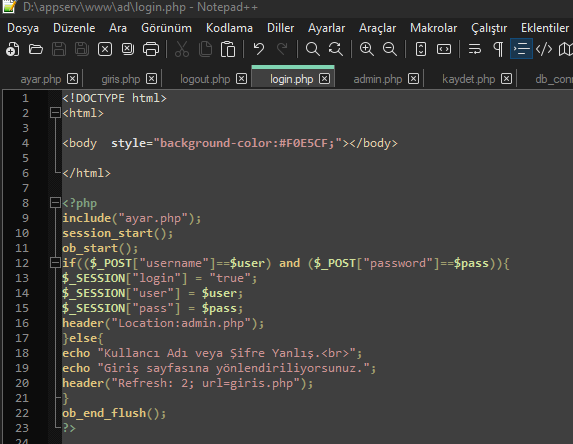 D:\appserv\www\ad\login.php - Notepad++
Dosya Düzenle Ara Görünüm Kodlama Diller Ayarlar Araçlar Makrolar Çalıştır Eklentiler
ayar.php giris.php logout.php login.php admin.php kaydet.php db_conn
1 <!DOCTYPE html>
2 <html>
3
4 <body  style="background-color:#F0E5CF;"></body>
5
6 </html>
7
8 <?php
9 include("ayar.php");
10 session_start();
11 ob_start();
12 if(($_POST["username"]==$user) and ($_POST["password"]==$pass)){
13 $_SESSION["login"] = "true";
14 $_SESSION["user"] = $user;
15 $_SESSION["pass"] = $pass;
16 header("Location:admin.php");
17 }else{
18 echo "Kullancı Adı veya Şifre Yanlış.<br>";
19 echo "Giriş sayfasına yönlendiriliyorsunuz.";
20 header("Refresh: 2; url=giris.php");
21 }
22 ob_end_flush();
23 ?>
24